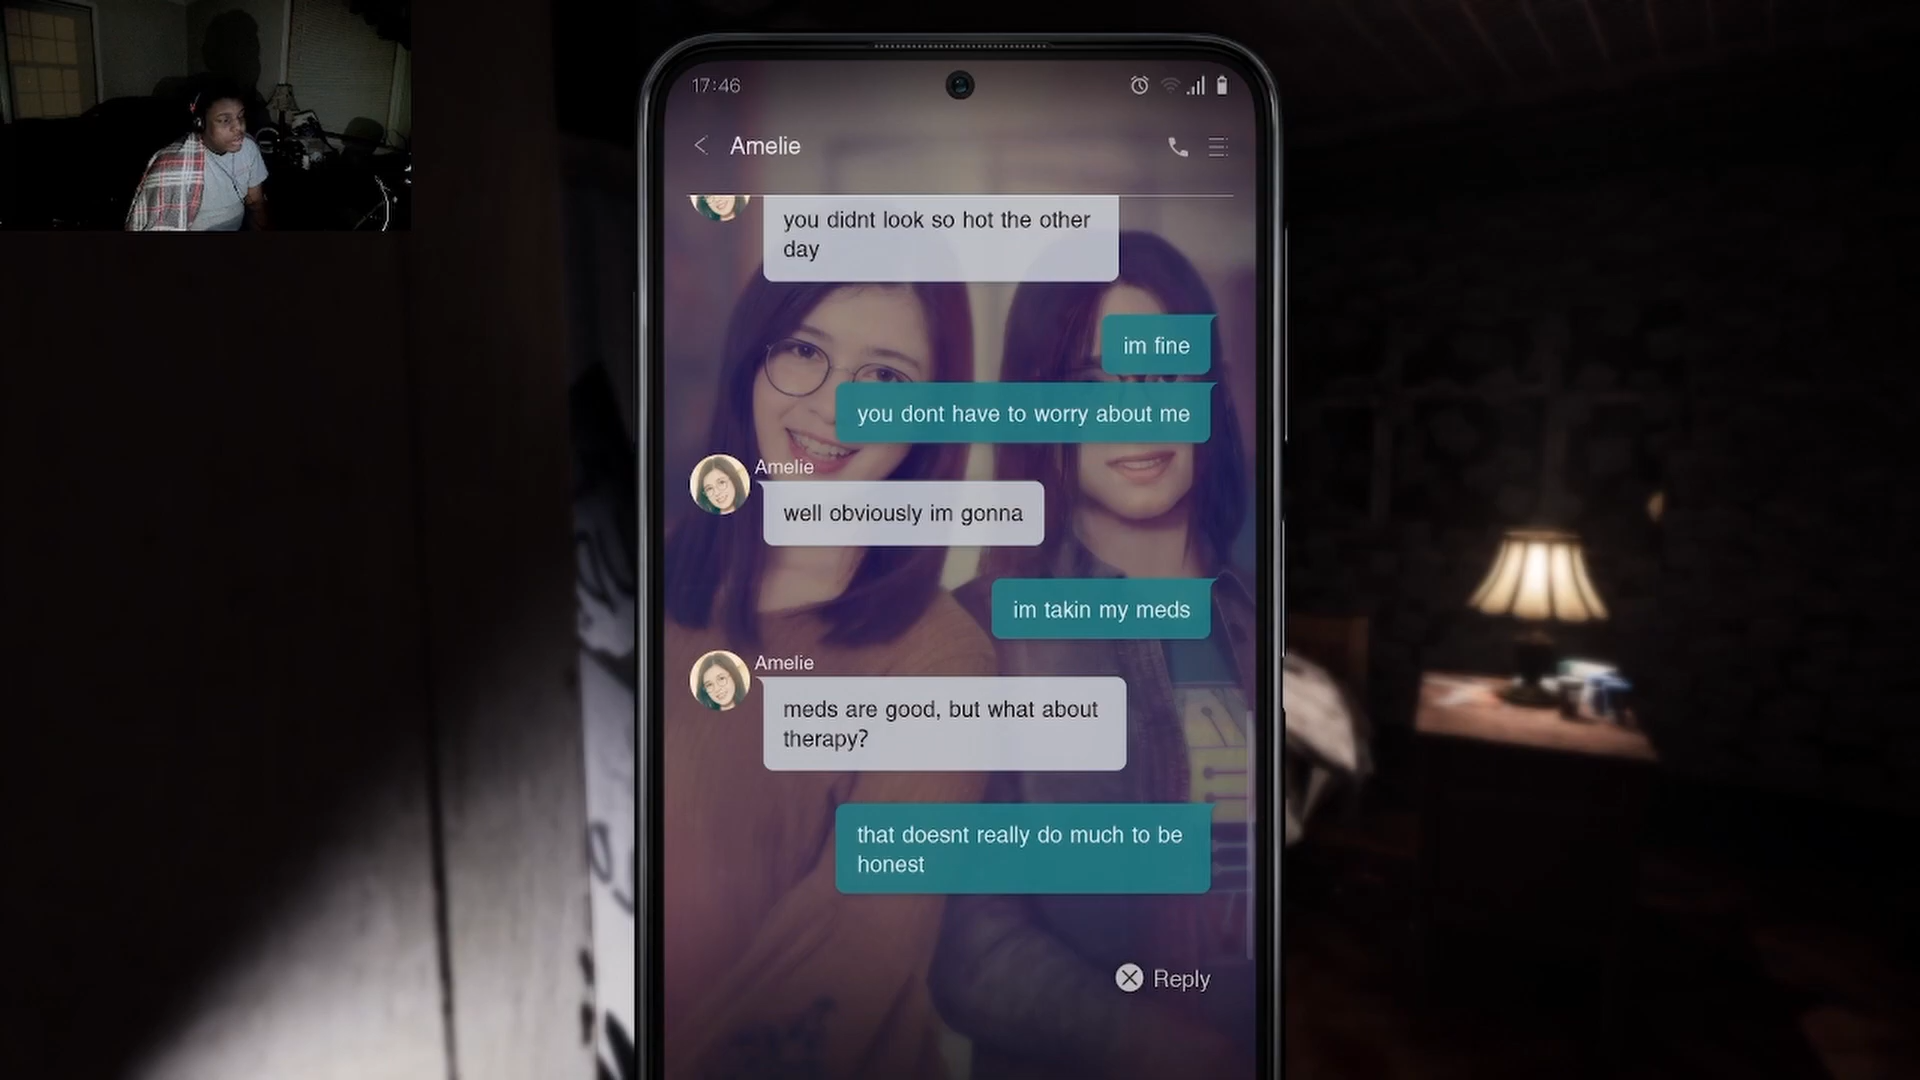 17:46
Amelie
you didnt look so hot the other
day
im fine
you dont have to worry about me
Amelie
well obviously im gonna
im takin my meds
Amelie
meds are good, but what about
therapy?
that doesnt really do much to be
honest
Reply